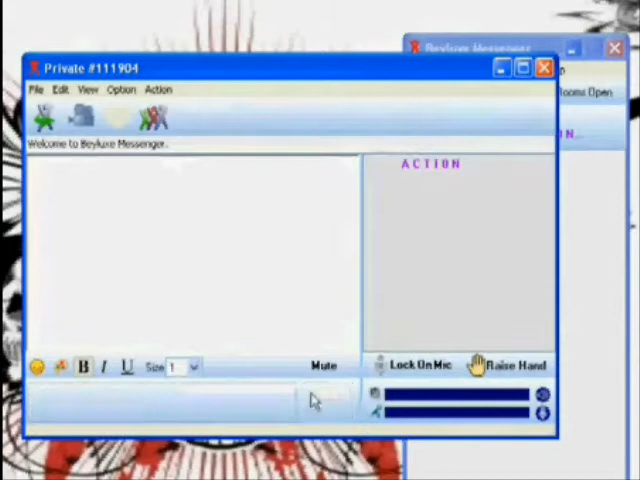 Beyluxe Messenger
Private #111904
File Edit View Option Action
Rooms Open
Welcome to Beyluxe Messenger.
ACTION
B I U Size 1
Mute
Lock On Mic
Raise Hand